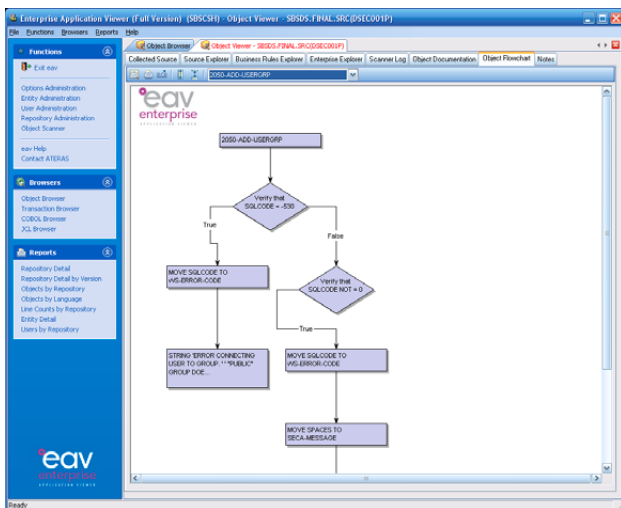 Enterprise Application Viewer (Full Version) (SBSCSH) - Object Viewer - SBSDS.FINAL.SRC(DSEC001P)
File Functions Browsers Reports Help
Functions
Exit eav
Options Administration
Entity Administration
User Administration
Repository Administration
Object Scanner
eav Help
Contact ATERAS
Browsers
Object Browser
Transaction Browser
COBOL Browser
JCL Browser
Reports
Repository Detail
Repository Detail by Version
Objects by Repository
Objects by Language
Line Counts by Repository
Entity Detail
Users by Repository
eav
enterprise
APPLICATION VIEWER
Object Browser
Object Viewer - SBSDS.FINAL.SRC(DSEC001P)
Collected Source Source Explorer Business Rules Explorer Enterprise Explorer Scanner Log Object Documentation Object Flowchart Notes
2050-ADD-USERGRP
eav
enterprise
2050-ADD-USERGRP
Verify that
SQLCODE = -530
True
False
MOVE SQLCODE TO
WS-ERROR-CODE
Verify that
SQLCODE NOT = 0
True
STRING 'ERROR CONNECTING
USER TO GROUP. ' '"PUBLIC"
GROUP DOE...
MOVE SQLCODE TO
WS-ERROR-CODE
MOVE SPACES TO
SECA-MESSAGE
Ready